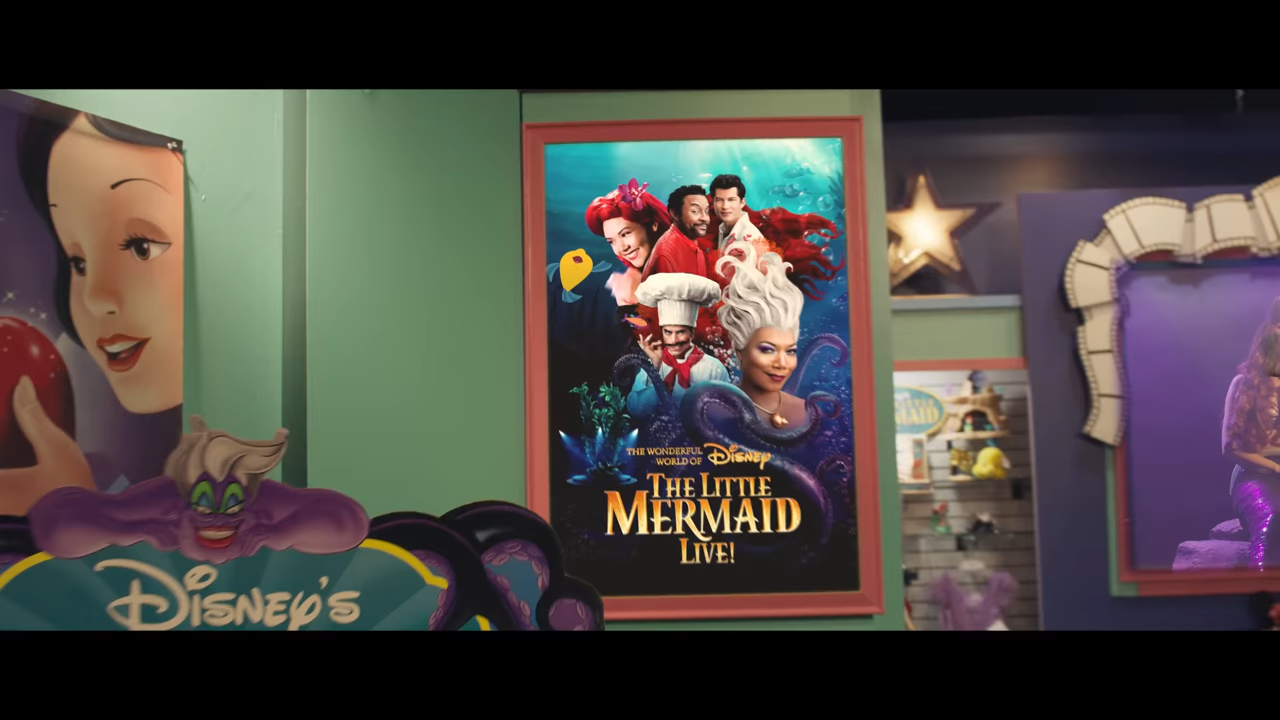 THE WONDERFUL
WORLD OF DISNEY
THE LITTLE
MERMAID
LIVE!
DISNEY'S